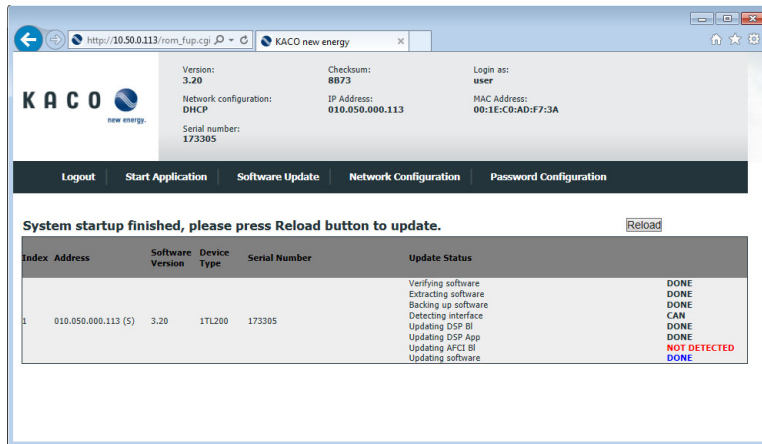 http://10.50.0.113/rom_fup.cgi
KACO new energy
KACO
new energy.
Version:
3.20
Checksum:
8B73
Login as:
user
Network configuration:
DHCP
IP Address:
010.050.000.113
MAC Address:
00:1E:C0:AD:F7:3A
Serial number:
173305
Logout Start Application Software Update Network Configuration Password Configuration
System startup finished, please press Reload button to update. Reload
Index Address Software Version Device Type Serial Number Update Status
1 010.050.000.113 (S) 3.20 1TL200 173305
Verifying software DONE
Extracting software DONE
Backing up software DONE
Detecting interface CAN
Updating DSP Bl DONE
Updating DSP App DONE
Updating AFCI Bl NOT DETECTED
Updating software DONE